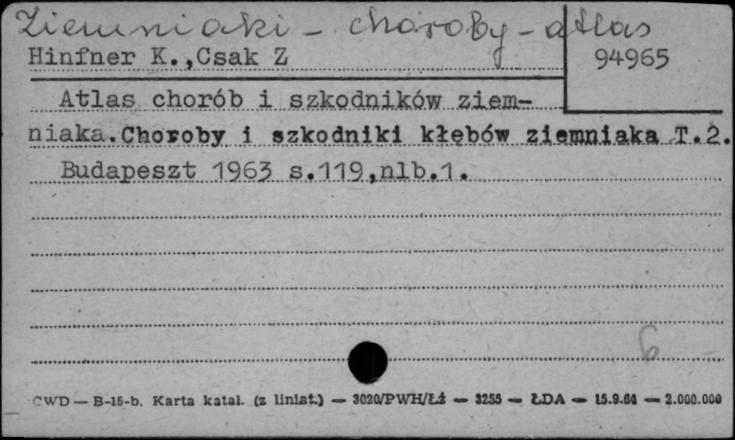 Ziemniaki - choroby - atlas
Hinfner K.,Csak Z
94965
Atlas chorób i szkodników ziem-
niaka.Choroby i szkodniki kłębów ziemniaka T.2.
Budapeszt 1963 s.119,nlb.1.
6
CWD — B-15-b. Karta katal. (z liniat.) — 3020/PWH/Łź — 3255 — ŁDA — 15.9.64 — 2.000.000